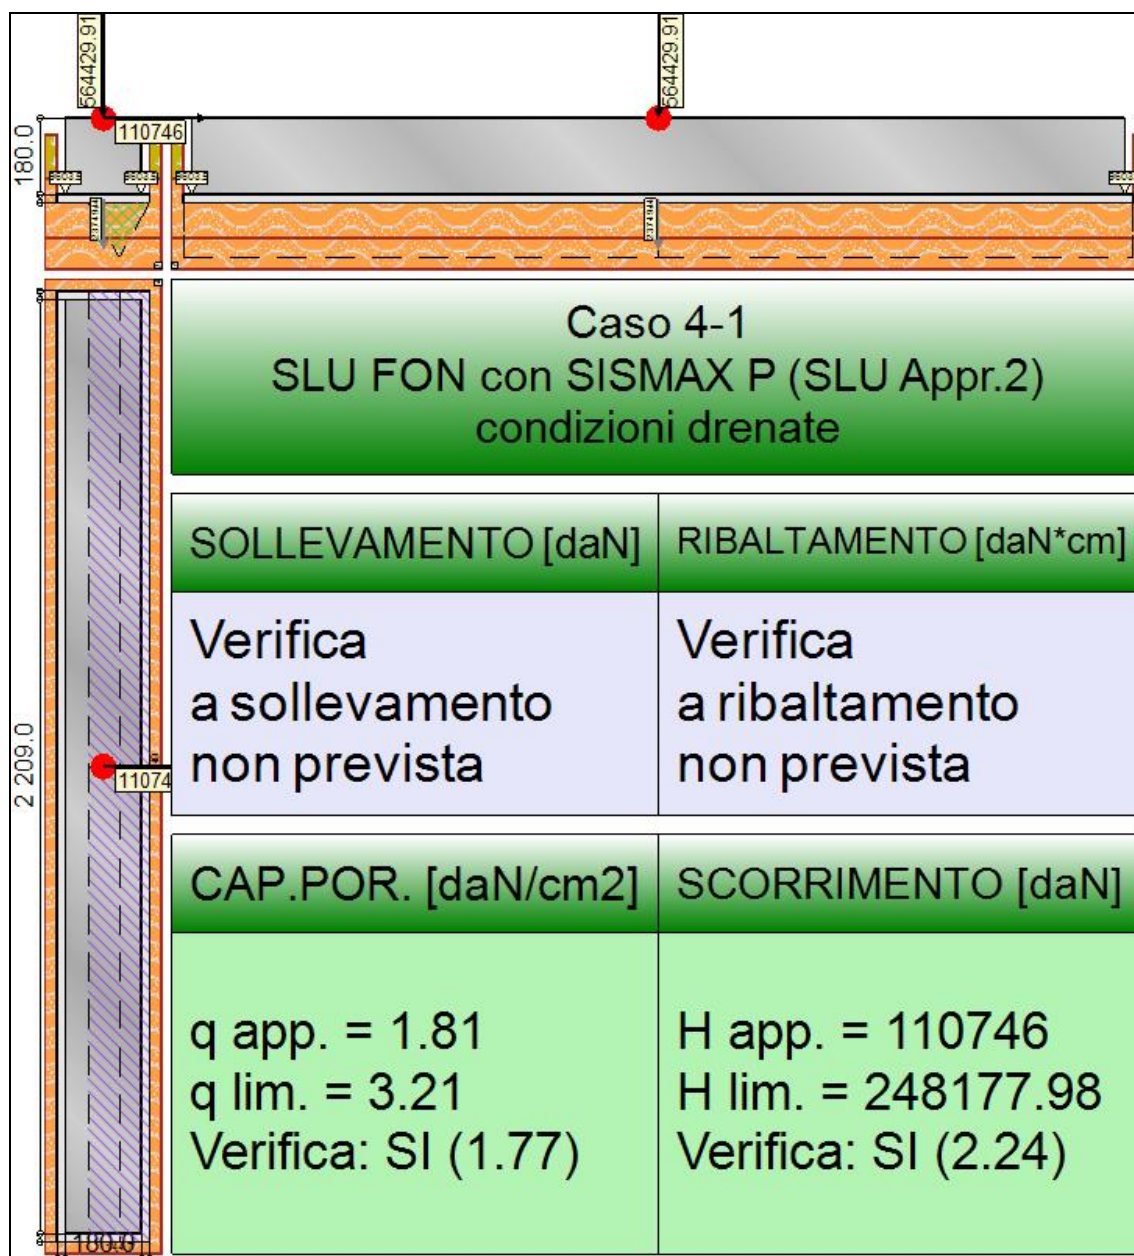 564429.91
564429.91
110746
180.0
Caso 4-1
SLU FON con SISMAX P (SLU Appr.2)
condizioni drenate
SOLLEVAMENTO [daN]
RIBALTAMENTO [daN*cm]
Verifica
a sollevamento
non prevista
Verifica
a ribaltamento
non prevista
2 209.0
11074
CAP.POR. [daN/cm2]
SCORRIMENTO [daN]
q app. = 1.81
q lim. = 3.21
Verifica: SI (1.77)
H app. = 110746
H lim. = 248177.98
Verifica: SI (2.24)
180.0